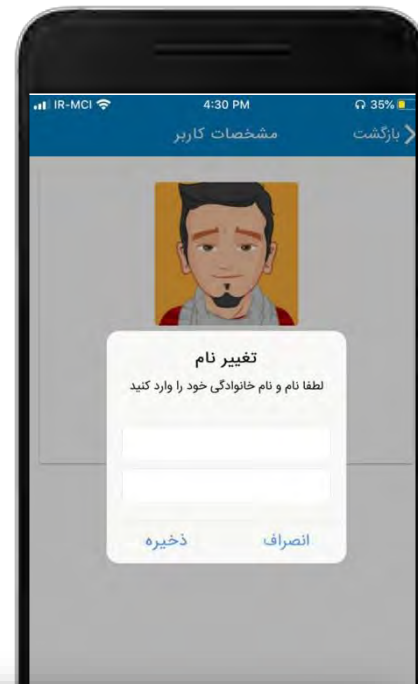 IR-MCI 4:30 PM 35%
بازگشت مشخصات کاربر
تغییر نام
لطفا نام و نام خانوادگی خود را وارد کنید
انصراف ذخیره